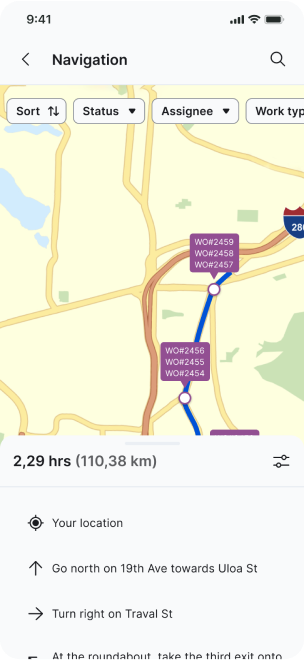 9:41
Navigation
Sort
Status
Assignee
Work typ
280
WO#2459
WO#2458
WO#2457
WO#2456
WO#2455
WO#2454
2,29 hrs (110,38 km)
Your location
Go north on 19th Ave towards Uloa St
Turn right on Traval St
At the roundabout, take the third exit onto